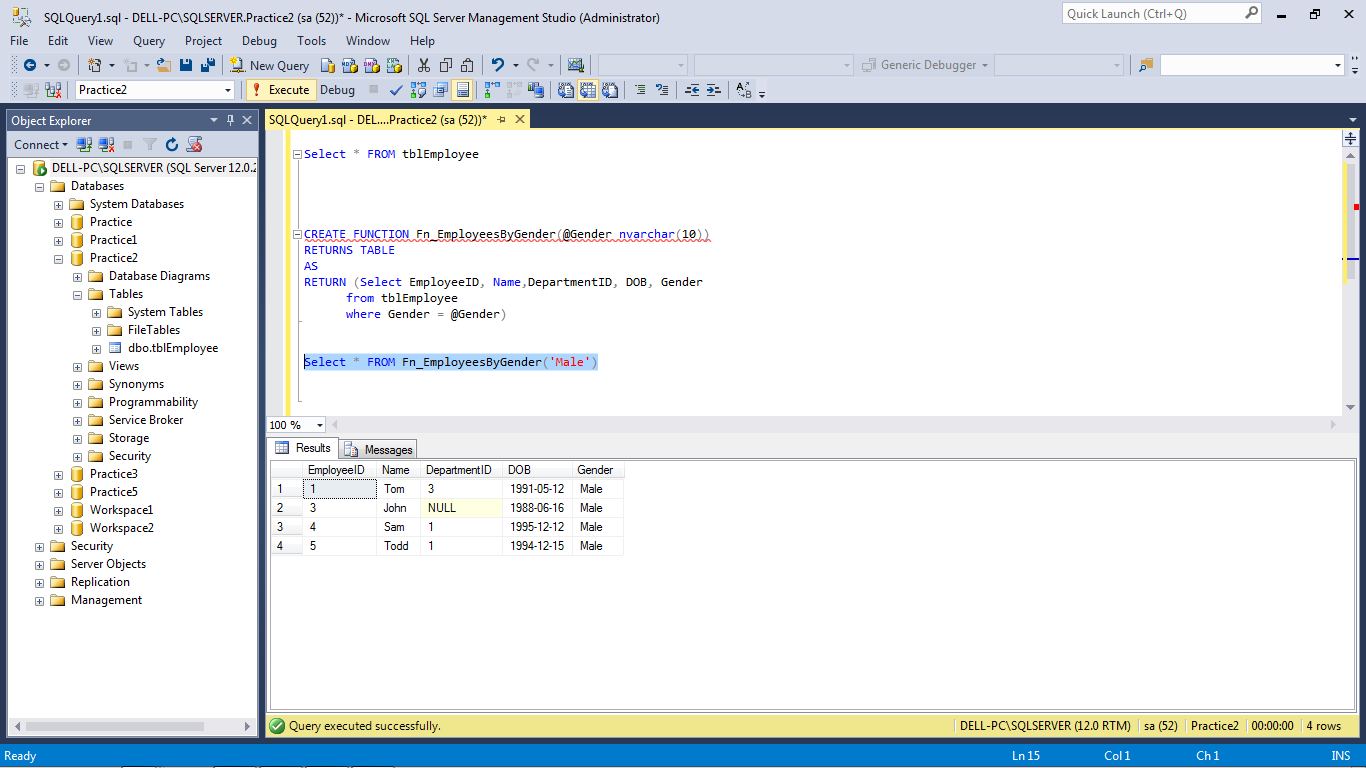 SQLQuery1.sql - DELL-PC\SQLSERVER.Practice2 (sa (52))* - Microsoft SQL Server Management Studio (Administrator)
Quick Launch (Ctrl+Q)
File Edit View Query Project Debug Tools Window Help
New Query
Generic Debugger
Practice2
Execute
Debug
Object Explorer
Connect
DELL-PC\SQLSERVER (SQL Server 12.0.2
Databases
System Databases
Practice
Practice1
Practice2
Database Diagrams
Tables
System Tables
FileTables
dbo.tblEmployee
Views
Synonyms
Programmability
Service Broker
Storage
Security
Practice3
Practice5
Workspace1
Workspace2
Security
Server Objects
Replication
Management
SQLQuery1.sql - DEL....Practice2 (sa (52))*
Select * FROM tblEmployee
CREATE FUNCTION Fn_EmployeesByGender(@Gender nvarchar(10))
RETURNS TABLE
AS
RETURN (Select EmployeeID, Name,DepartmentID, DOB, Gender
from tblEmployee
where Gender = @Gender)
Select * FROM Fn_EmployeesByGender('Male')
100 %
Results Messages
EmployeeID Name DepartmentID DOB Gender
1 1 Tom 3 1991-05-12 Male
2 3 John NULL 1988-06-16 Male
3 4 Sam 1 1995-12-12 Male
4 5 Todd 1 1994-12-15 Male
Query executed successfully.
DELL-PC\SQLSERVER (12.0 RTM) sa (52) Practice2 00:00:00 4 rows
Ready
Ln 15 Col 1 Ch 1 INS